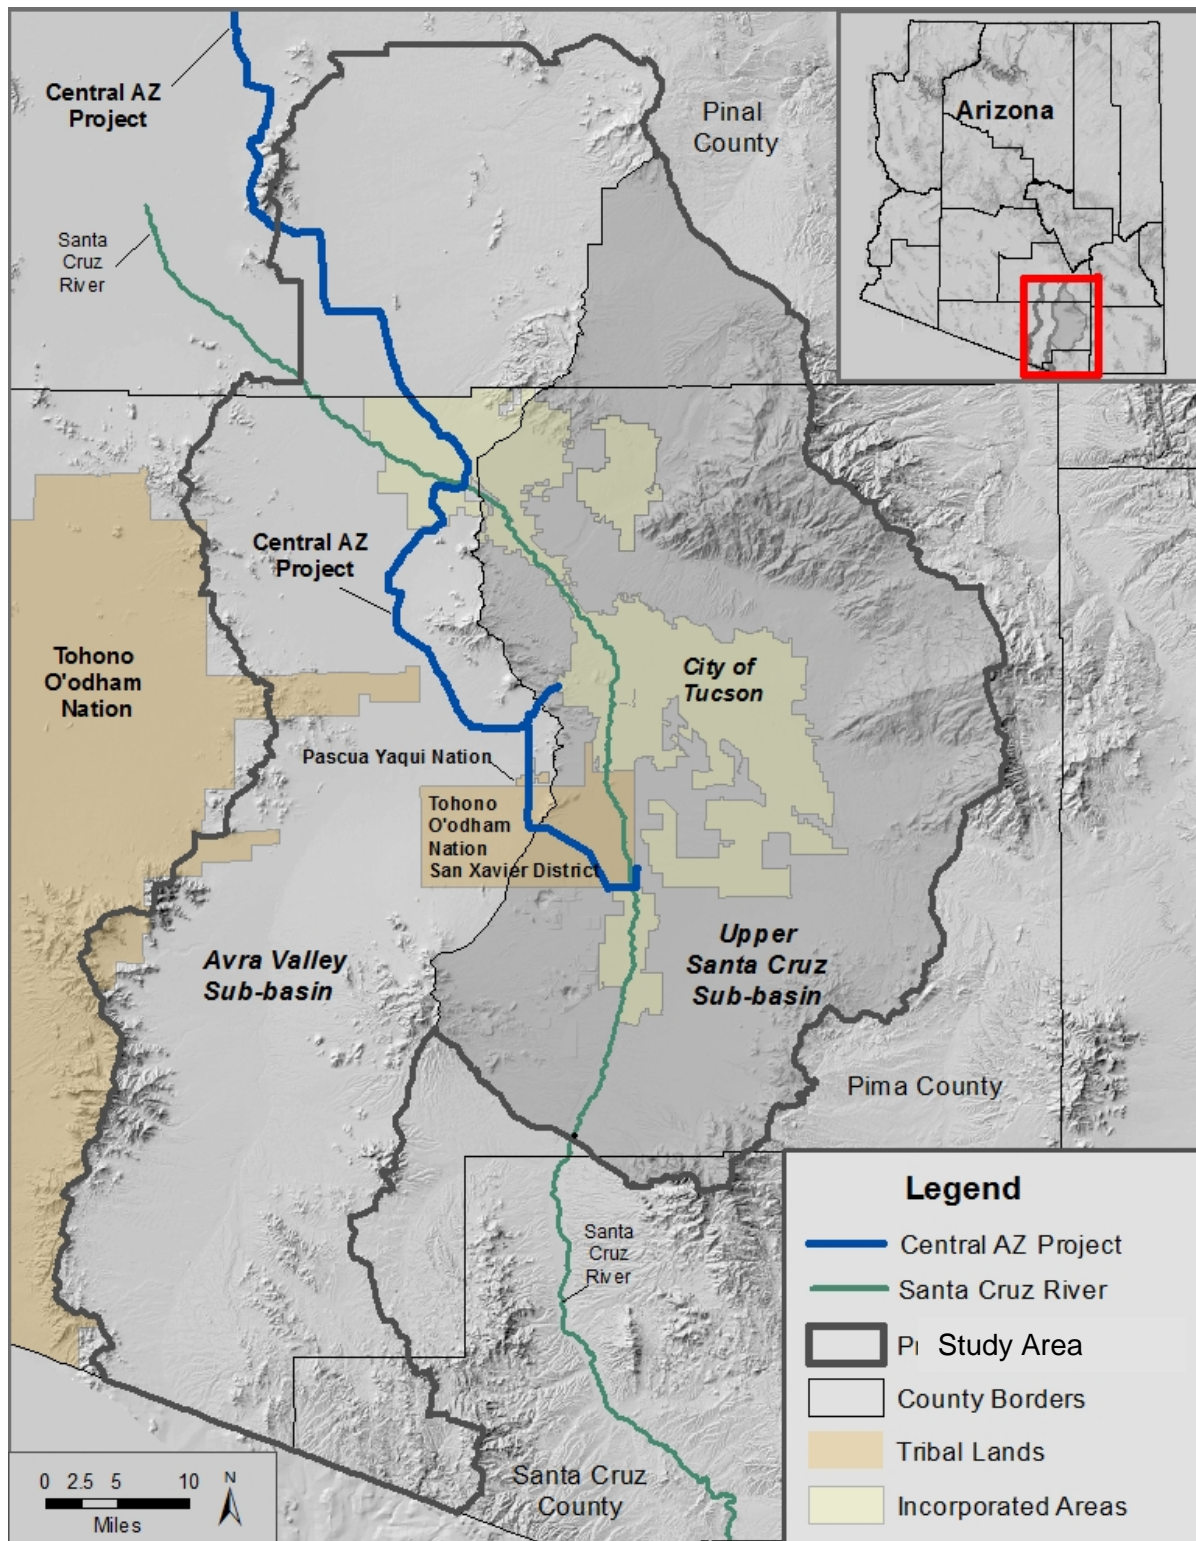 Central AZ
Project
Pinal
County
Arizona
Santa
Cruz
River
Central AZ
Project
Tohono
O'odham
Nation
City of
Tucson
Pascua Yaqui Nation
Tohono
O'odham
Nation
San Xavier District
Avra Valley
Sub-basin
Upper
Santa Cruz
Sub-basin
Pima County
Santa
Cruz
River
Santa Cruz
County
Legend
Central AZ Project
Santa Cruz River
Study Area
County Borders
Tribal Lands
Incorporated Areas
0 2.5 5 10
Miles
N